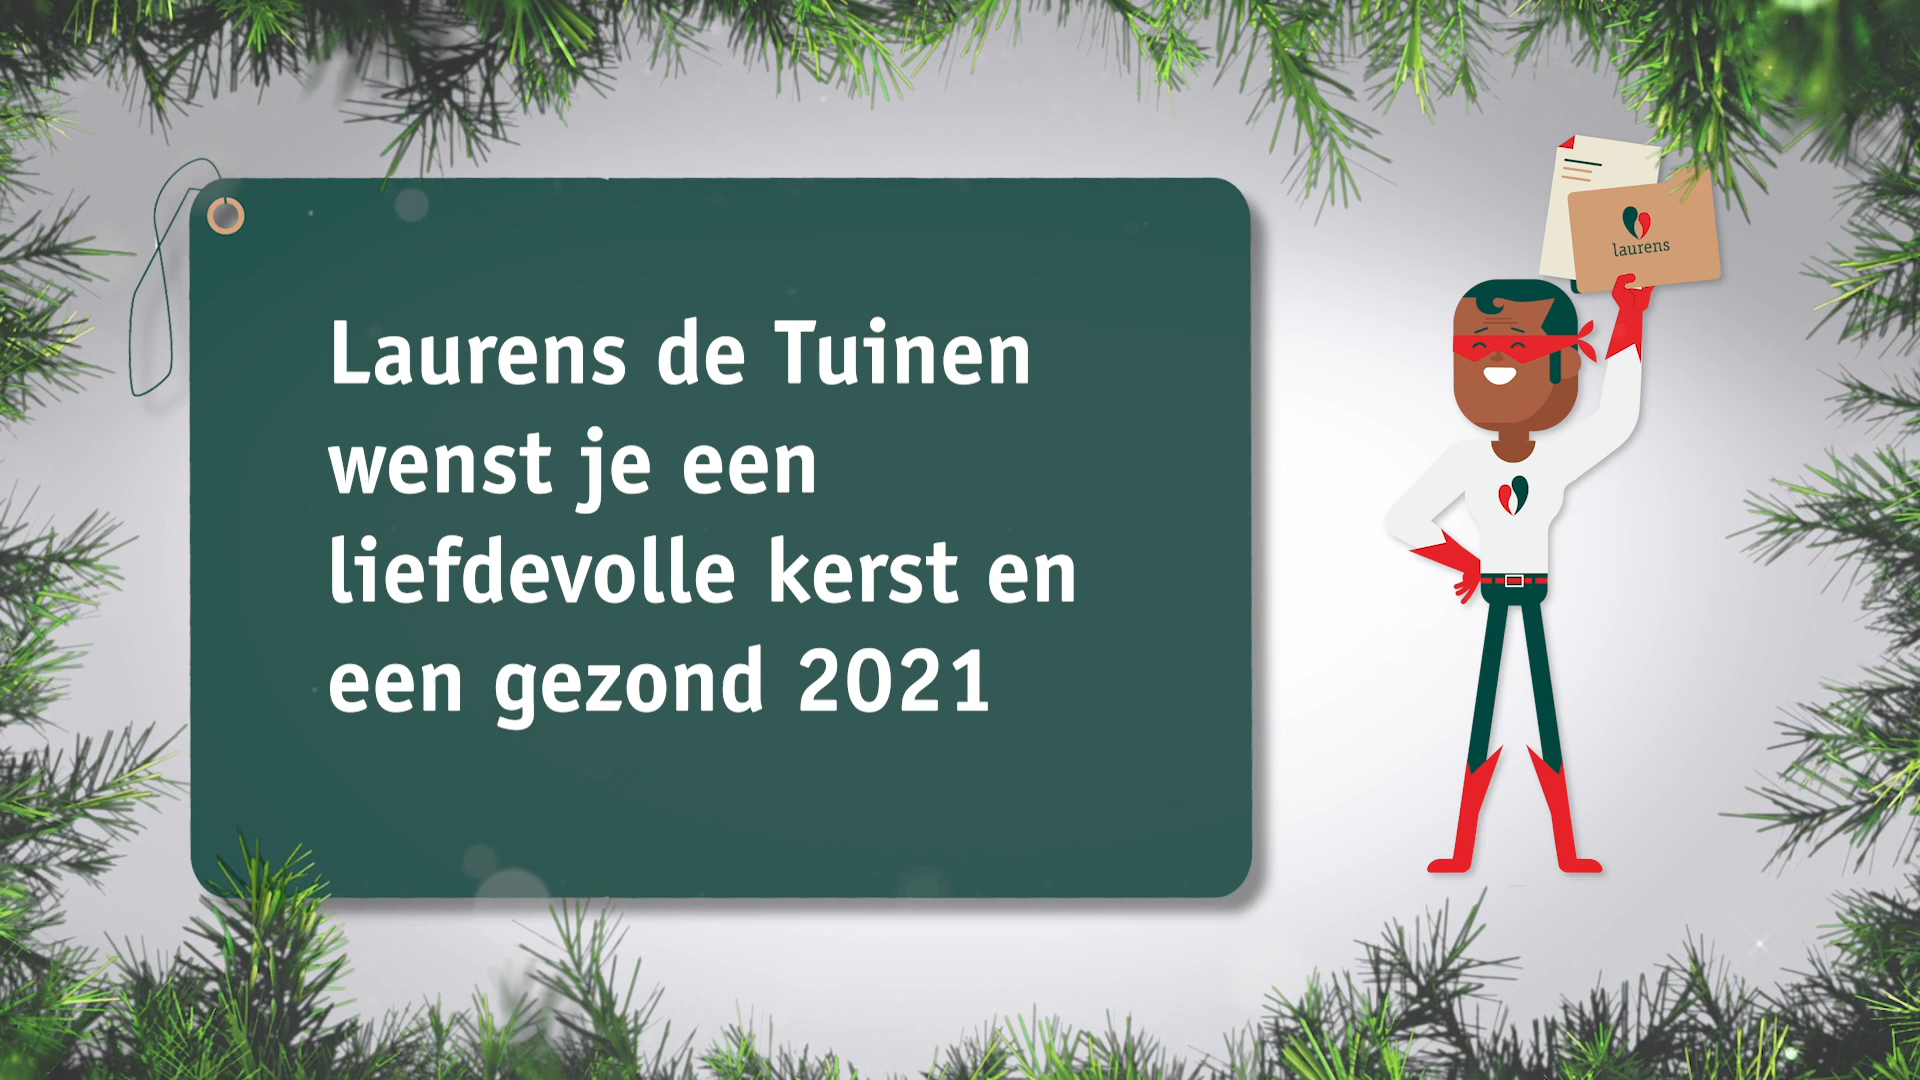 laurens
Laurens de Tuinen
wenst je een
liefdevolle kerst en
een gezond 2021